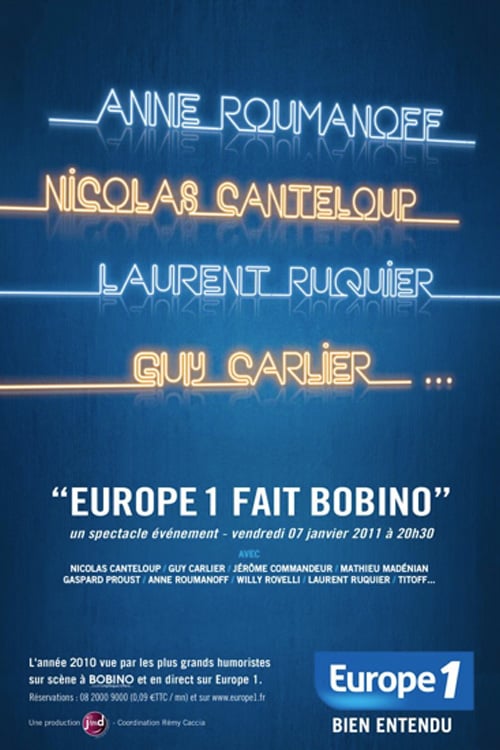 ANNE ROUMANOFF
NICOLAS CANTELOUP
LAURENT RUQUIER
GUY CARLIER ...
“EUROPE 1 FAIT BOBINO”
un spectacle événement - vendredi 07 janvier 2011 à 20h30
AVEC
NICOLAS CANTELOUP / GUY CARLIER / JÉRÔME COMMANDEUR / MATHIEU MADÉNIAN
GASPARD PROUST / ANNE ROUMANOFF / WILLY ROVELLI / LAURENT RUQUIER / TITOFF...
L'année 2010 vue par les plus grands humoristes
sur scène à BOBINO et en direct sur Europe 1.
Réservations : 08 2000 9000 (0,09 €TTC / mn) et sur www.europe1.fr
Une production jmd - Coordination Rémy Caccia
Europe 1
BIEN ENTENDU